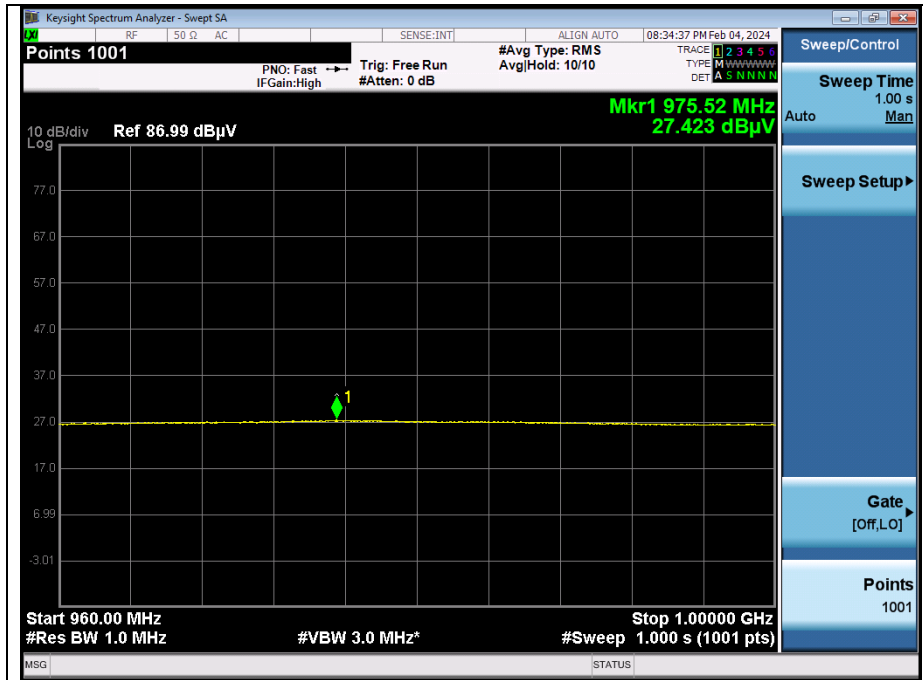 Keysight Spectrum Analyzer - Swept SA
LXI RF 50 Ω AC SENSE:INT ALIGN AUTO 08:34:37 PM Feb 04, 2024
Points 1001
PNO: Fast
IFGain:High
Trig: Free Run
#Atten: 0 dB
#Avg Type: RMS
Avg|Hold: 10/10
TRACE 1 2 3 4 5 6
TYPE M W W W W W
DET A S N N N N
Mkr1 975.52 MHz
27.423 dBµV
10 dB/div Ref 86.99 dBµV
Log
77.0
67.0
57.0
47.0
37.0
1
27.0
17.0
6.99
-3.01
Start 960.00 MHz Stop 1.00000 GHz
#Res BW 1.0 MHz #VBW 3.0 MHz* #Sweep 1.000 s (1001 pts)
MSG STATUS
Sweep/Control
Sweep Time
1.00 s
Auto Man
Sweep Setup
Gate
[Off,LO]
Points
1001